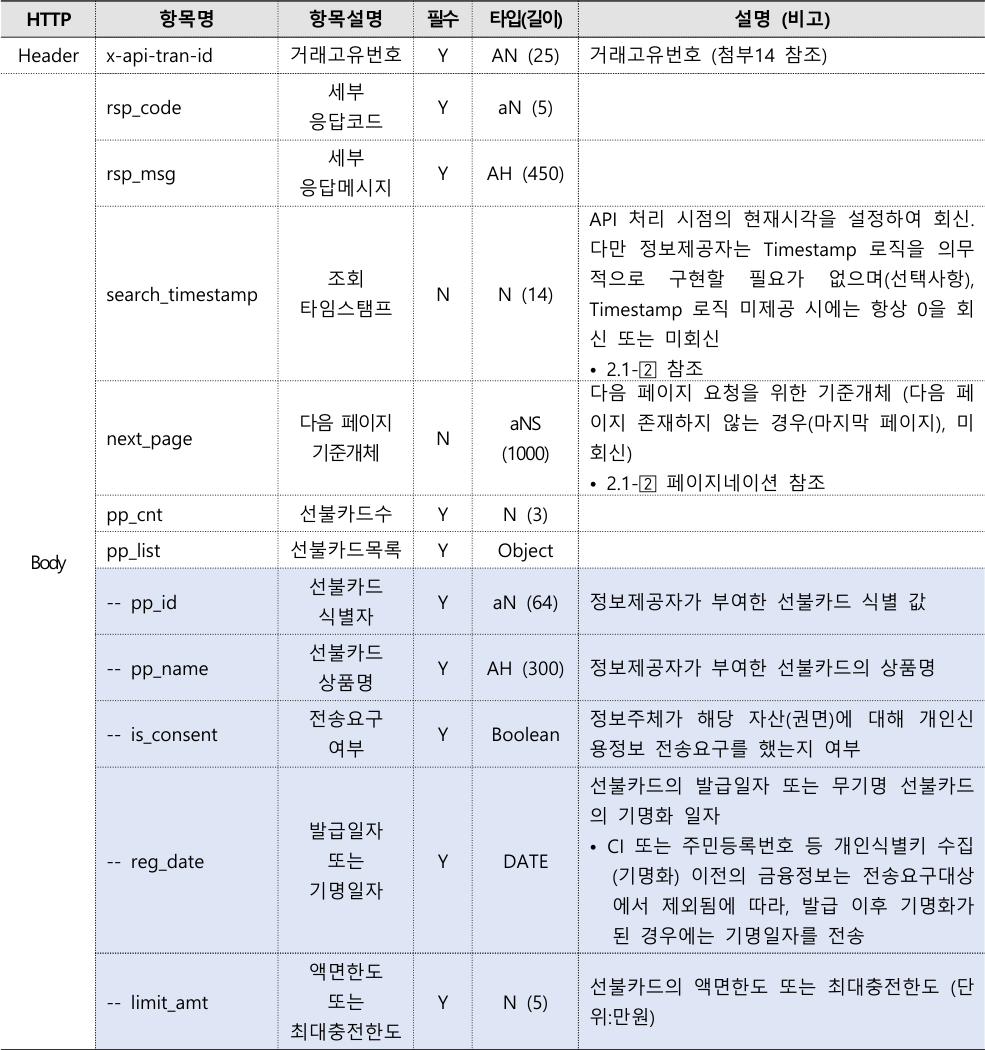 HTTP 항목명 항목설명 필수 타입(길이) 설명 (비고)
Header x-api-tran-id 거래고유번호 Y AN (25) 거래고유번호 (첨부14 참조)
Body
rsp_code
세부
응답코드
Y
aN (5)
rsp_msg
세부
응답메시지
Y
AH (450)
search_timestamp
조회
타임스탬프
N
N (14)
API 처리 시점의 현재시각을 설정하여 회신.
다만 정보제공자는 Timestamp 로직을 의무
적으로 구현할 필요가 없으며(선택사항),
Timestamp 로직 미제공 시에는 항상 0을 회
신 또는 미회신
• 2.1-2 참조
next_page
다음 페이지
기준개체
N
aNS
(1000)
다음 페이지 요청을 위한 기준개체 (다음 페
이지 존재하지 않는 경우(마지막 페이지), 미
회신)
• 2.1-2 페이지네이션 참조
pp_cnt 선불카드수 Y N (3)
pp_list 선불카드목록 Y Object
-- pp_id
선불카드
식별자
Y
aN (64)
정보제공자가 부여한 선불카드 식별 값
-- pp_name
선불카드
상품명
Y
AH (300)
정보제공자가 부여한 선불카드의 상품명
-- is_consent
전송요구
여부
Y
Boolean
정보주체가 해당 자산(권면)에 대해 개인신
용정보 전송요구를 했는지 여부
-- reg_date
발급일자
또는
기명일자
Y
DATE
선불카드의 발급일자 또는 무기명 선불카드
의 기명화 일자
• CI 또는 주민등록번호 등 개인식별키 수집
(기명화) 이전의 금융정보는 전송요구대상
에서 제외됨에 따라, 발급 이후 기명화가
된 경우에는 기명일자를 전송
-- limit_amt
액면한도
또는
최대충전한도
Y
N (5)
선불카드의 액면한도 또는 최대충전한도 (단
위:만원)